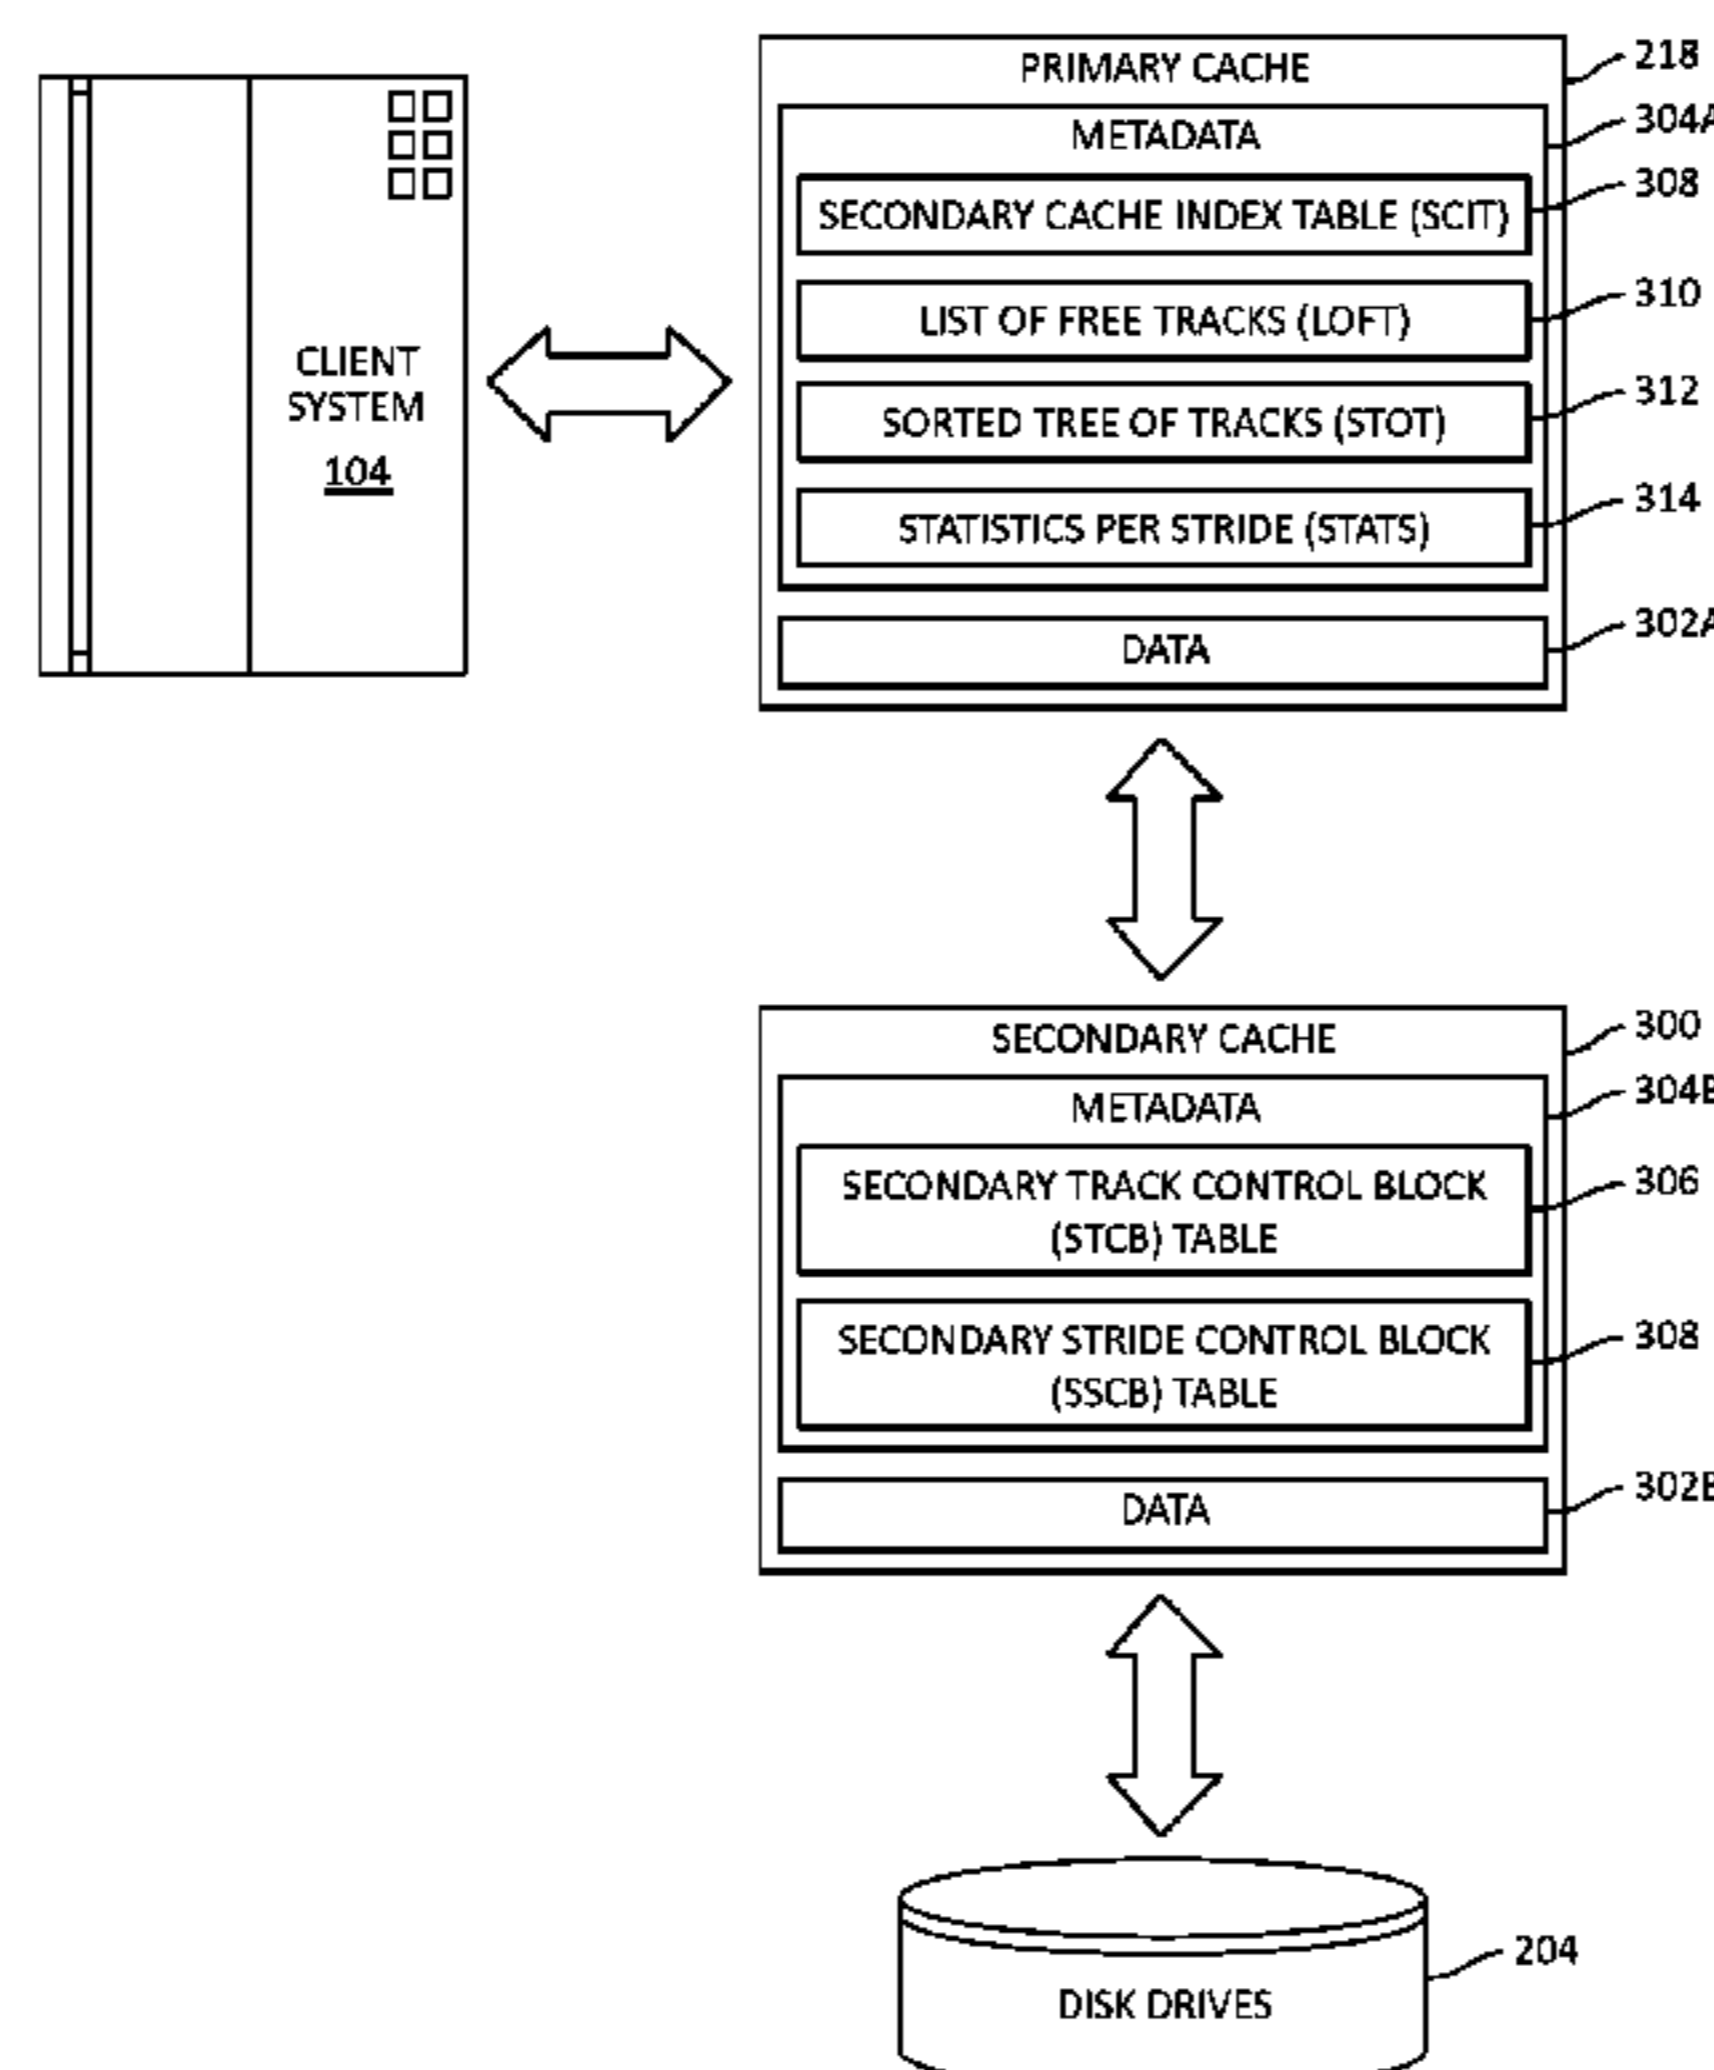 PRIMARY CACHE
218
METADATA
304A
SECONDARY CACHE INDEX TABLE (SCIT)
308
LIST OF FREE TRACKS (LOFT)
310
SORTED TREE OF TRACKS (STOT)
312
STATISTICS PER STRIDE (STATS)
314
DATA
302A
CLIENT
SYSTEM
104
SECONDARY CACHE
300
METADATA
304B
SECONDARY TRACK CONTROL BLOCK
(STCB) TABLE
306
SECONDARY STRIDE CONTROL BLOCK
(SSCB) TABLE
308
DATA
302B
DISK DRIVES
204